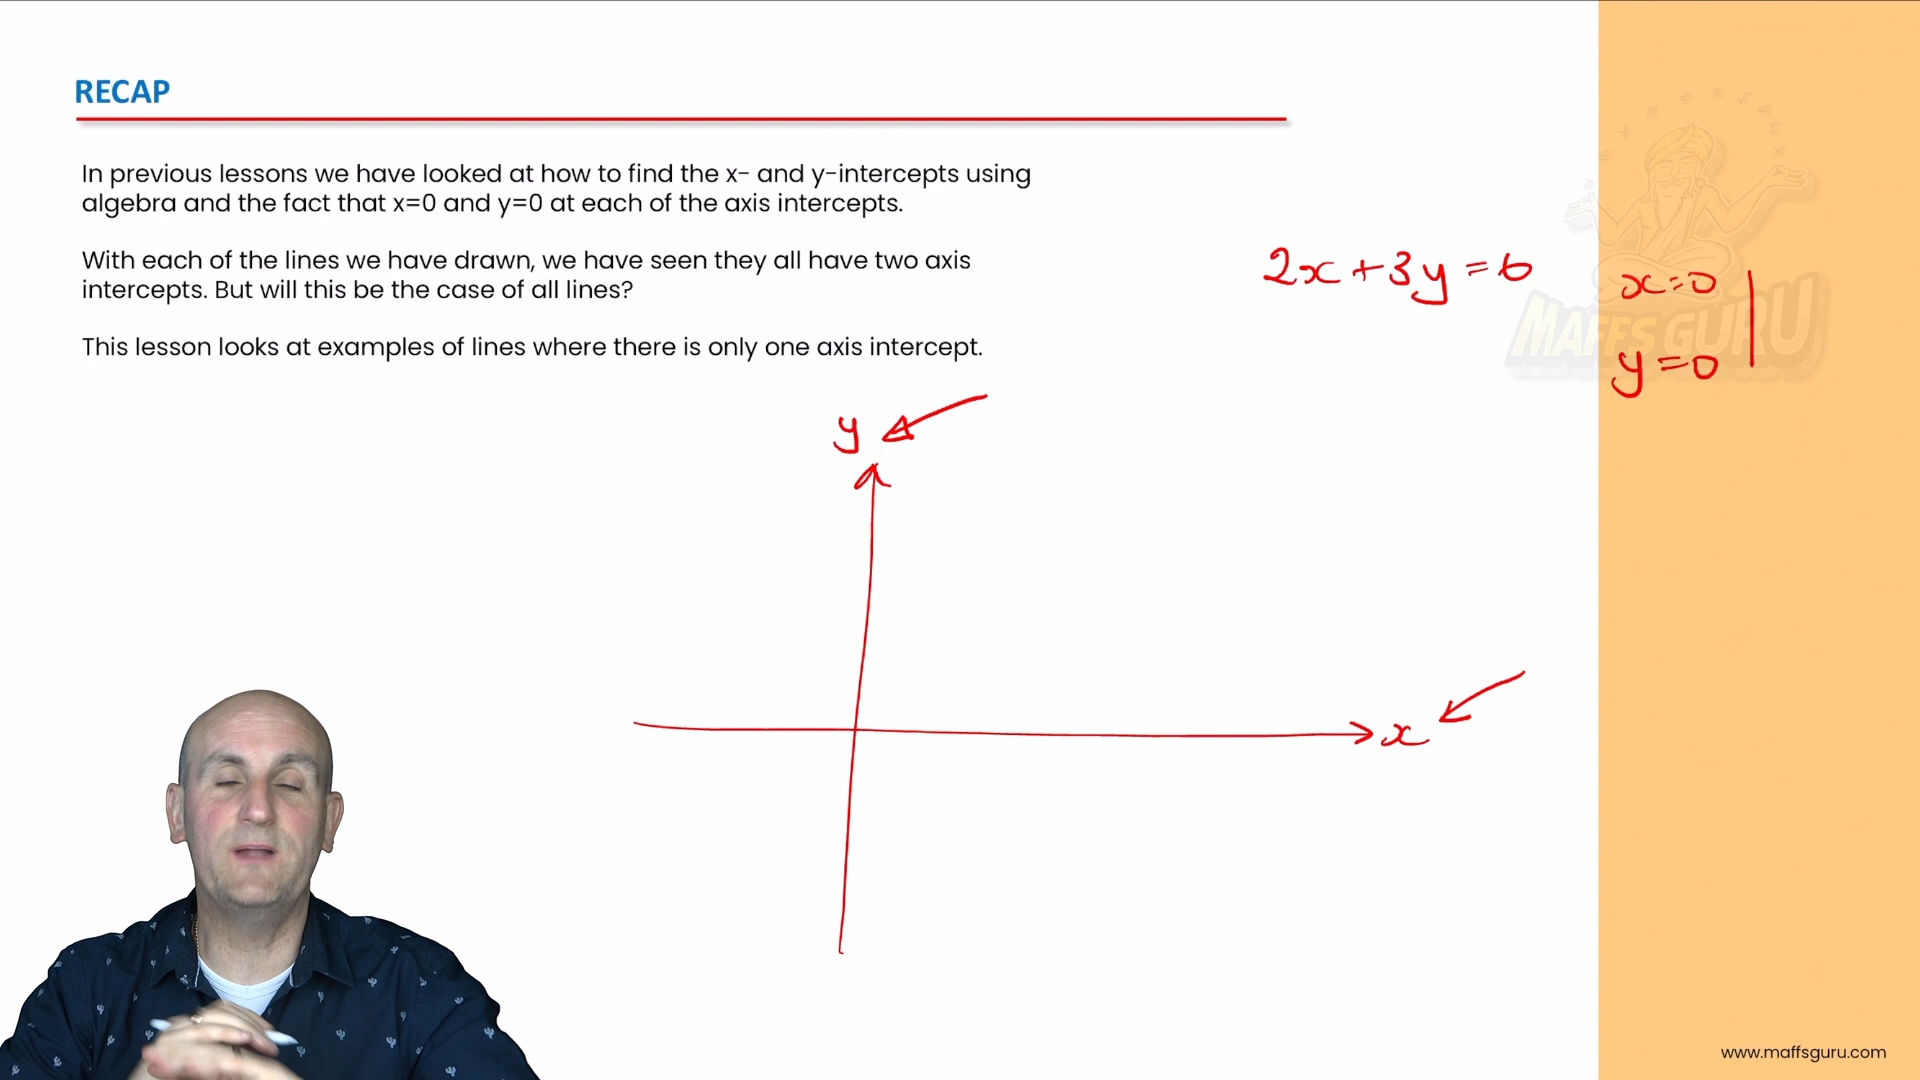 RECAP
In previous lessons we have looked at how to find the x- and y-intercepts using
algebra and the fact that x=0 and y=0 at each of the axis intercepts.
With each of the lines we have drawn, we have seen they all have two axis
intercepts. But will this be the case of all lines?
This lesson looks at examples of lines where there is only one axis intercept.
2x+3y=6
x=0
MAFFS GURU
y=0
y
x
www.maffsguru.com